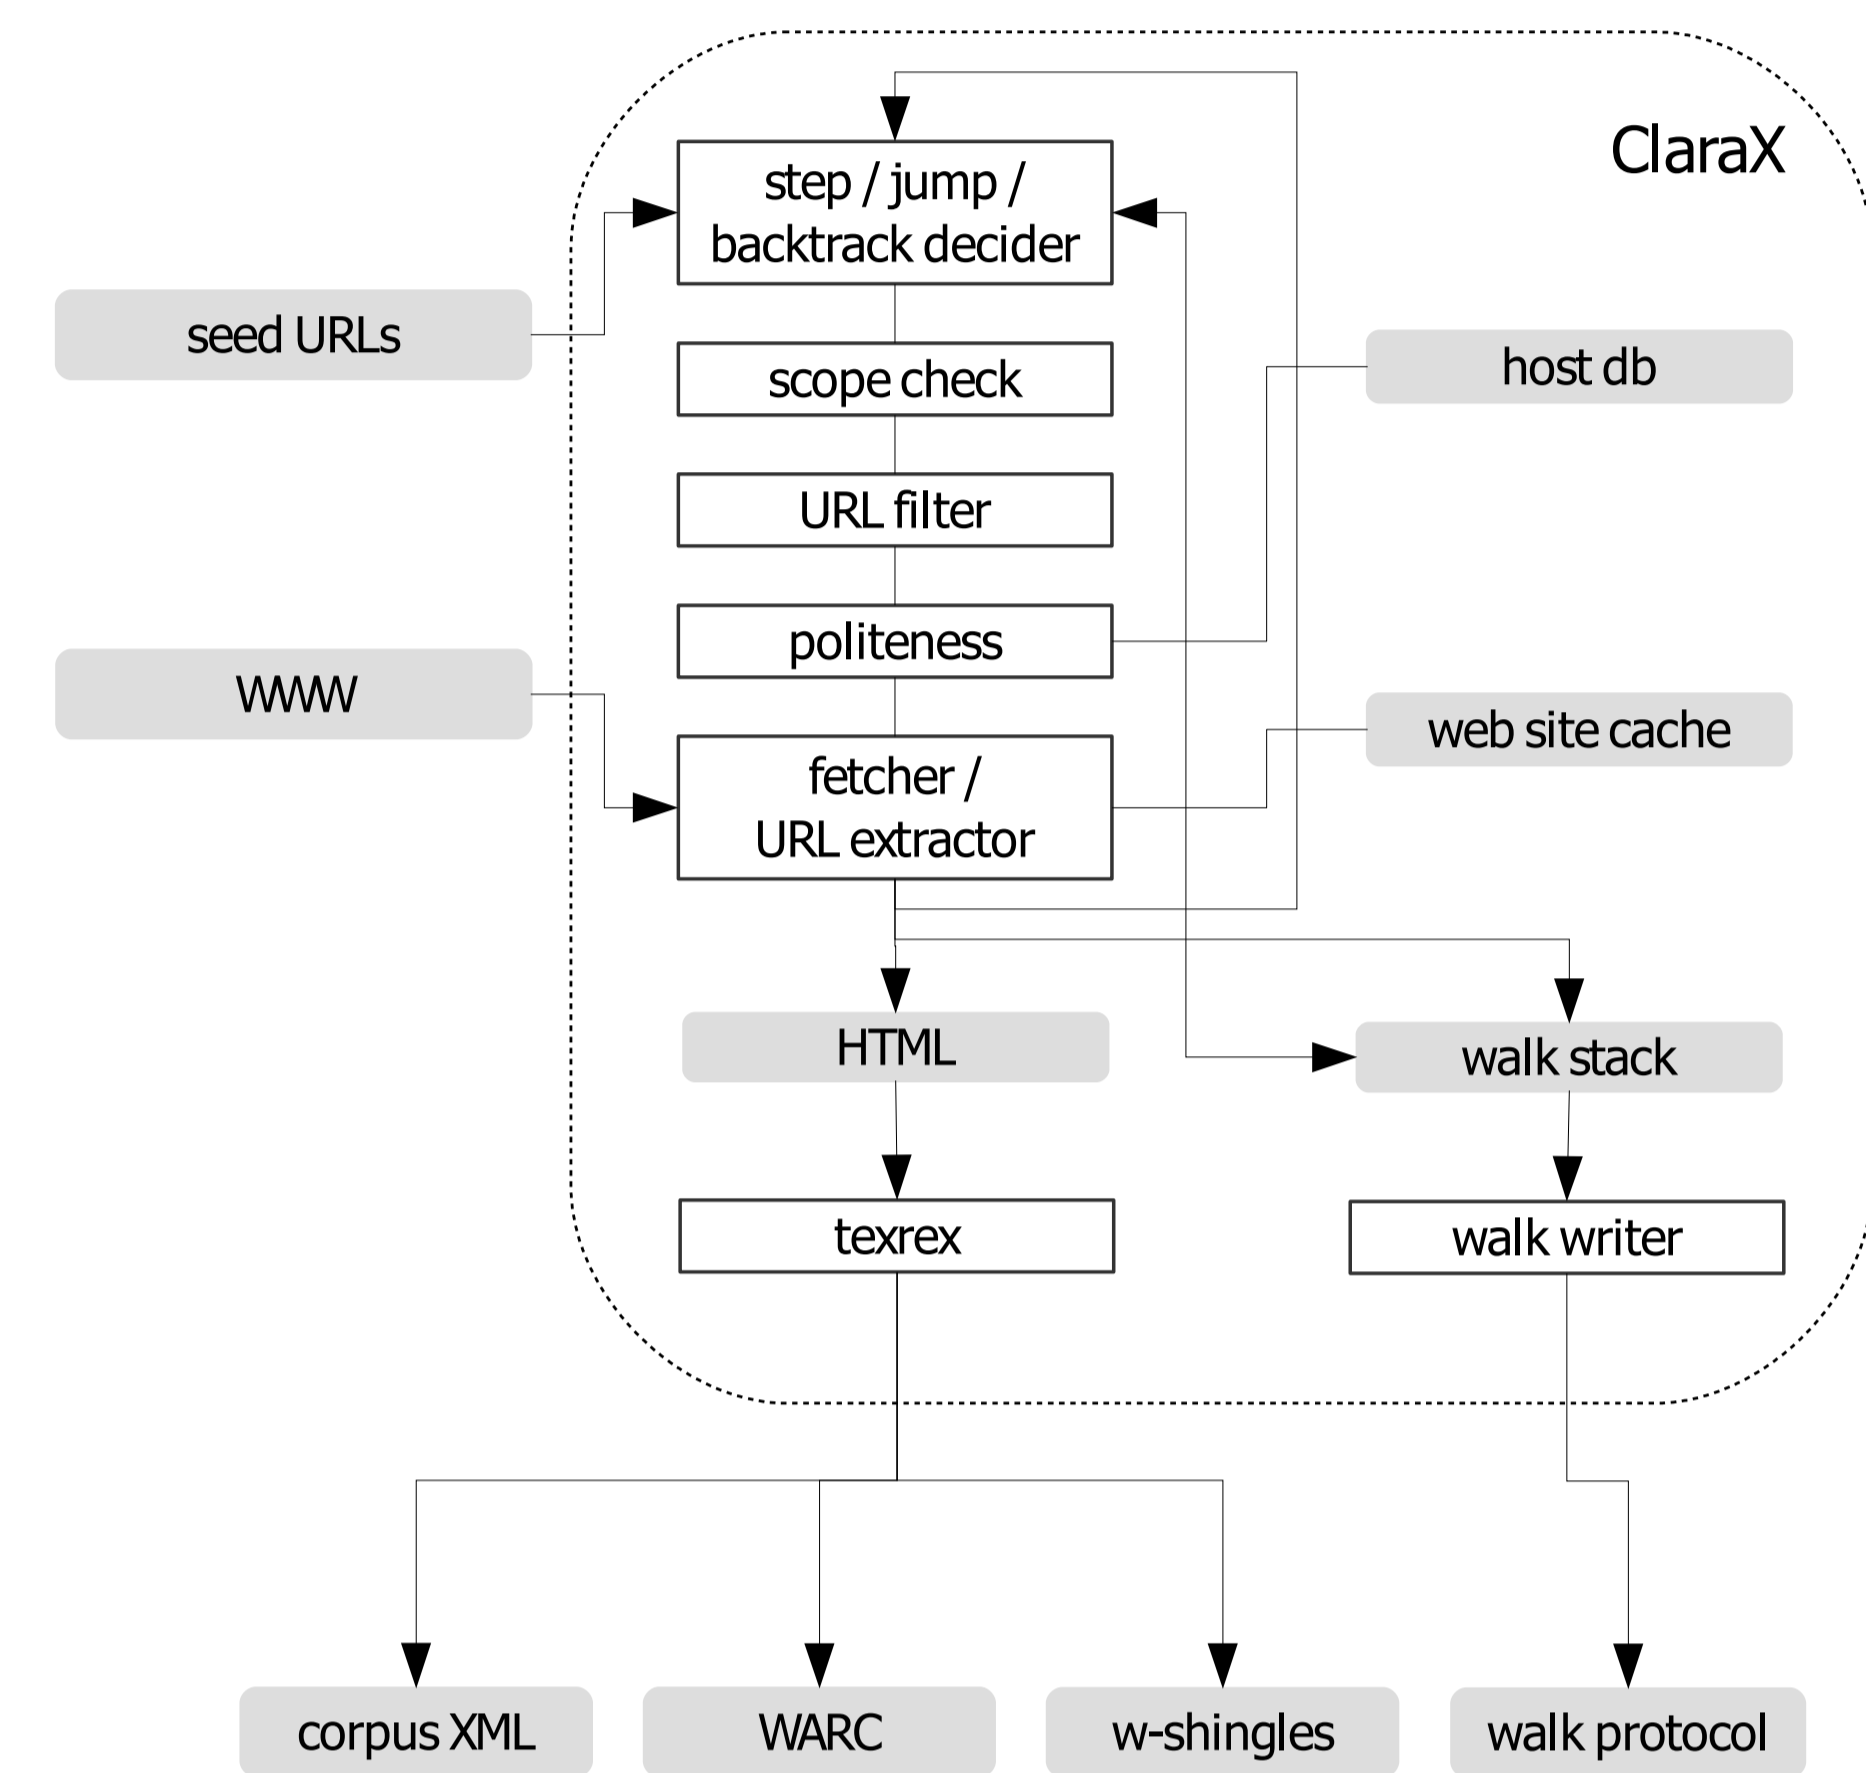 ClaraX
step / jump /
backtrack decider
seed URLs
scope check
host db
URL filter
politeness
WWW
web site cache
fetcher /
URL extractor
HTML
walk stack
texrex
walk writer
corpus XML
WARC
w-shingles
walk protocol